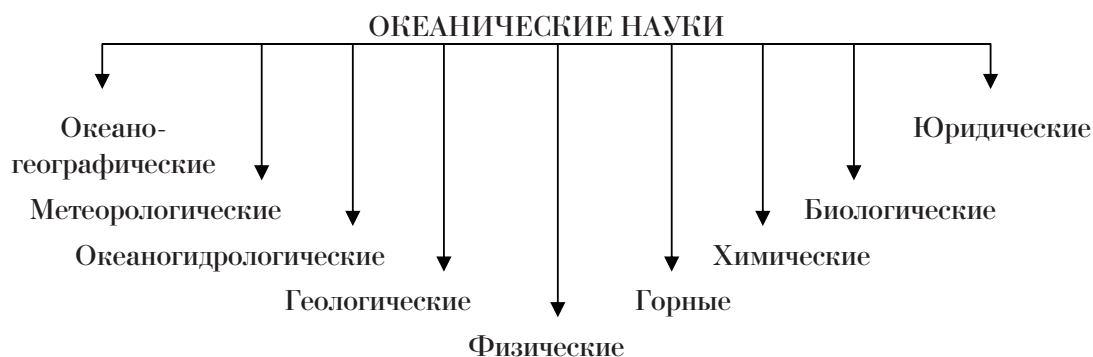 ОКЕАНИЧЕСКИЕ НАУКИ
Океано-
географические
Юридические
Метеорологические
Биологические
Океаногидрологические
Химические
Геологические
Горные
Физические